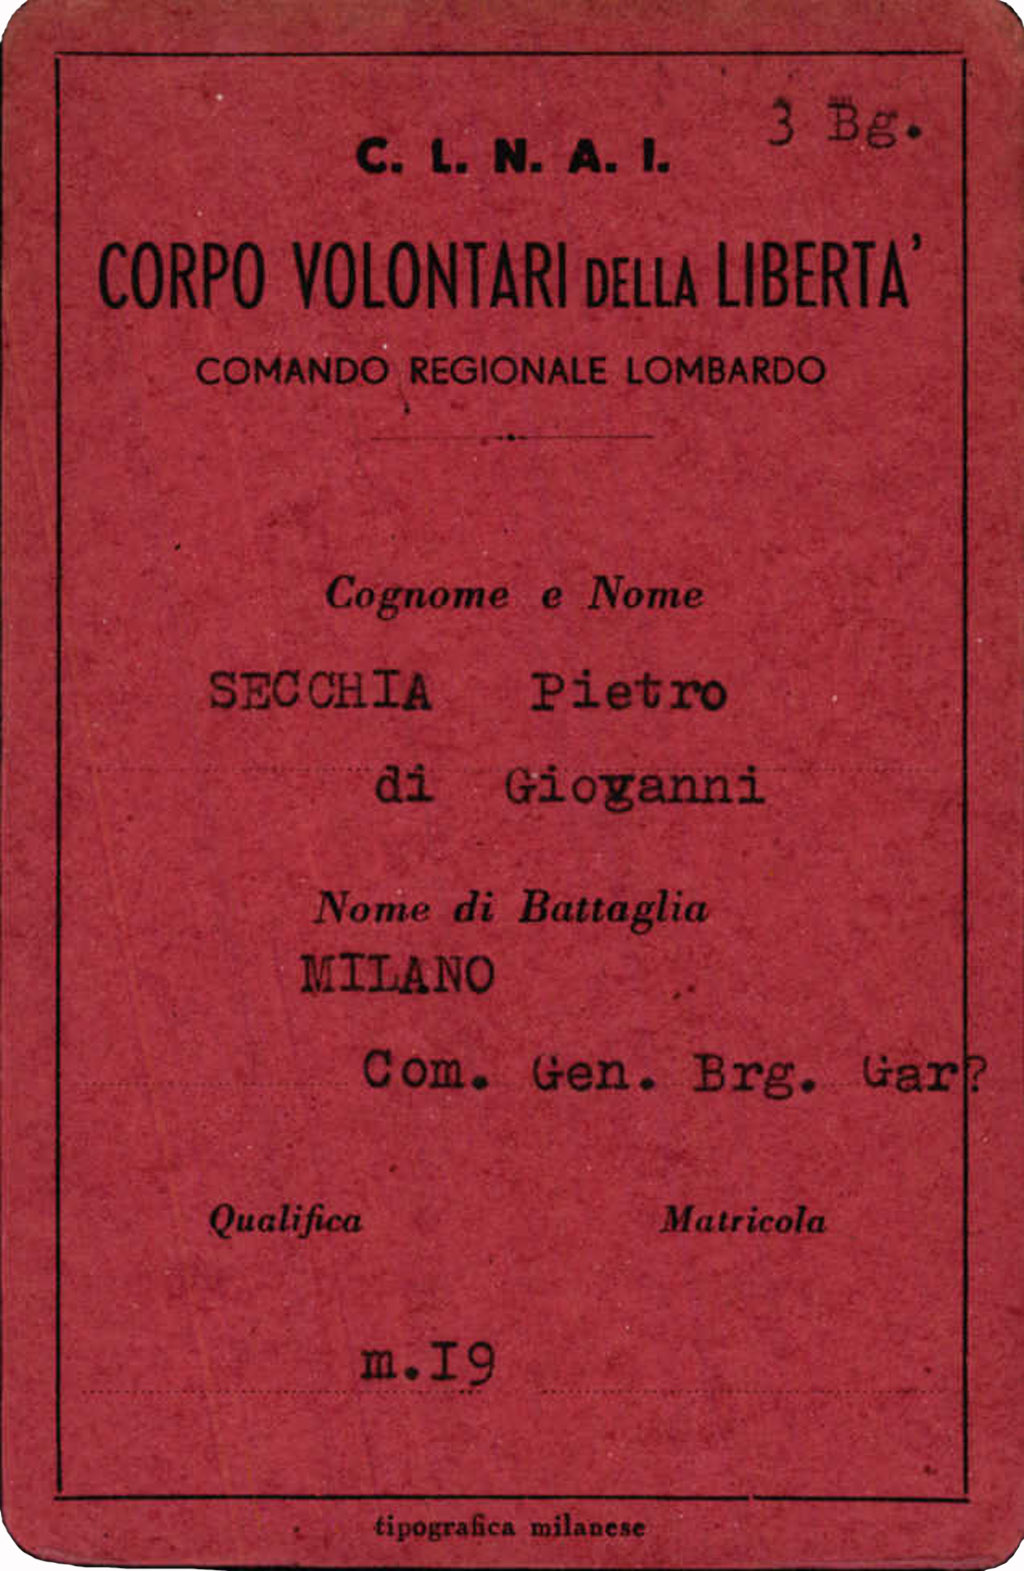 3 Bg.
C. L. N. A. I.
CORPO VOLONTARI DELLA LIBERTA'
COMANDO REGIONALE LOMBARDO
Cognome e Nome
SECCHIA Pietro
di Giovanni
Nome di Battaglia
MILANO
Com. Gen. Brg. Gar?
Qualifica Matricola
m.I9
tipografica milanese